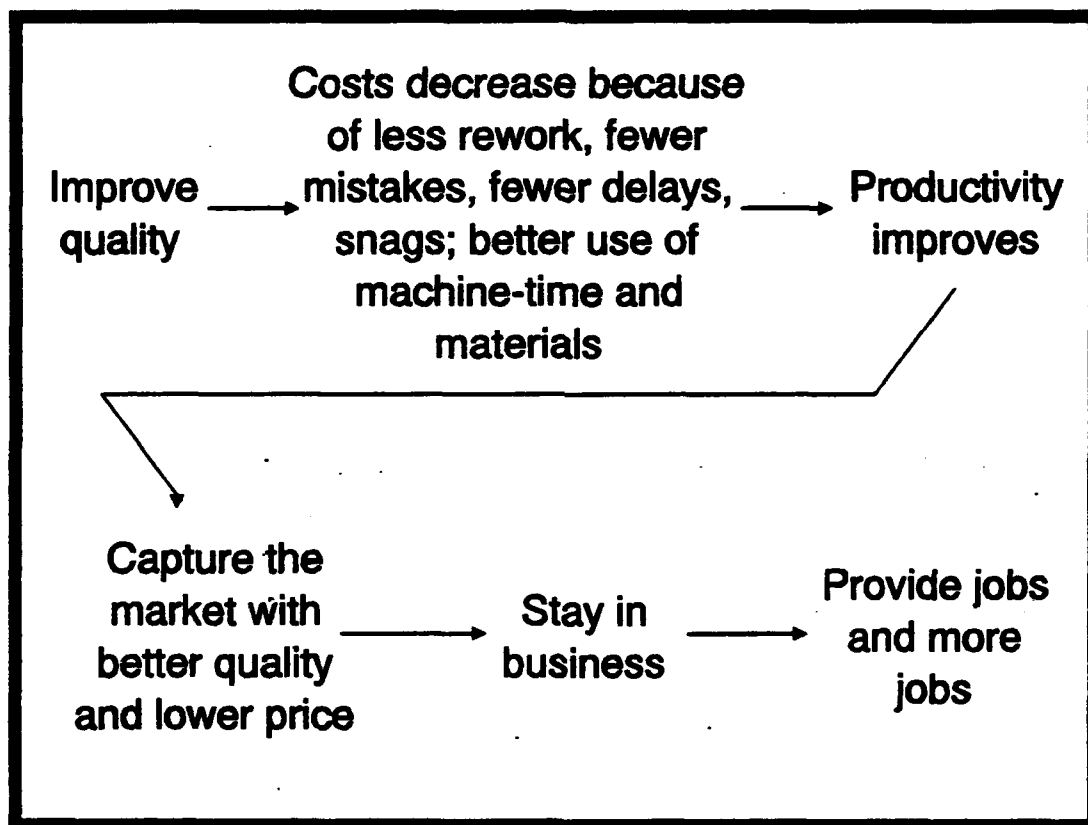 Improve
quality
Costs decrease because
of less rework, fewer
mistakes, fewer delays,
snags; better use of
machine-time and
materials
Productivity
improves
Capture the
market with
better quality
and lower price
Stay in
business
Provide jobs
and more
jobs